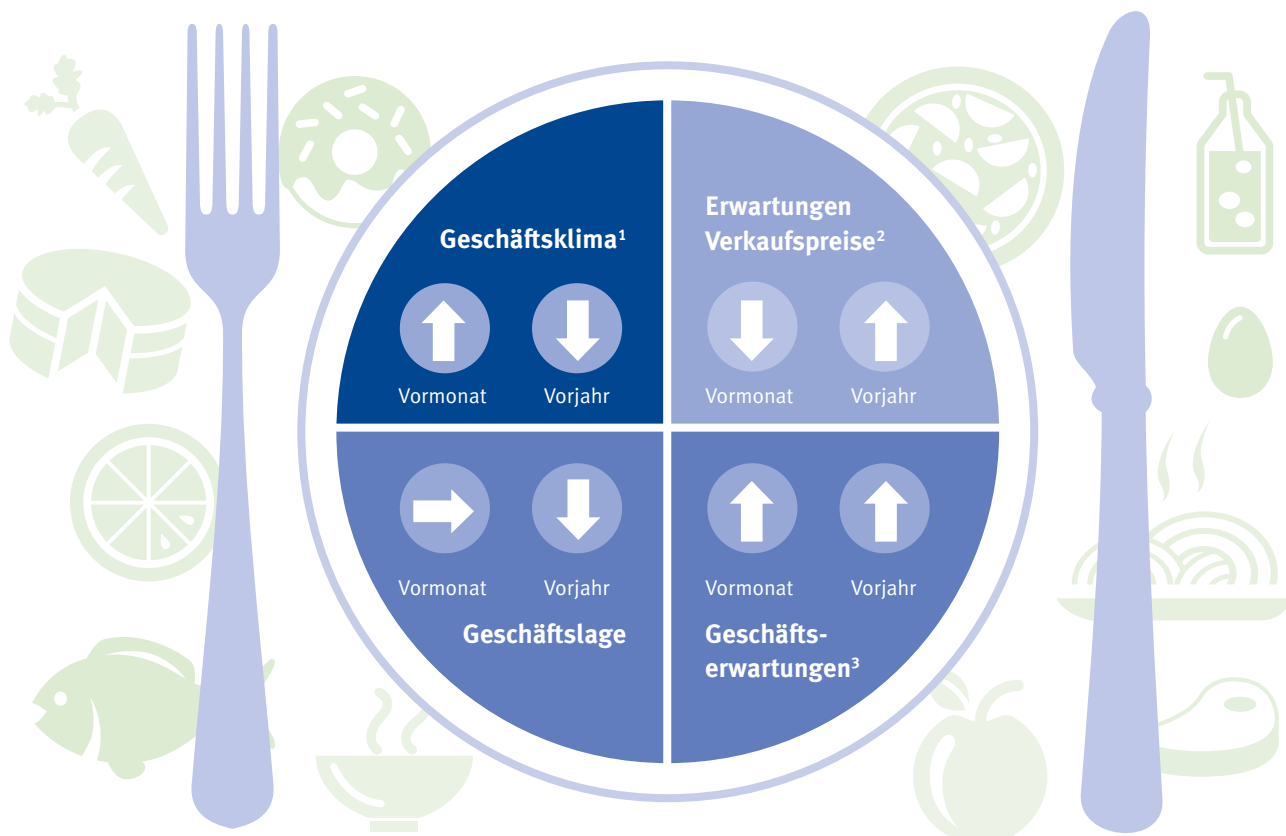 Geschäftsklima¹
Vormonat Vorjahr
Erwartungen
Verkaufspreise²
Vormonat Vorjahr
Vormonat Vorjahr
Geschäftslage
Vormonat Vorjahr
Geschäfts-
erwartungen³